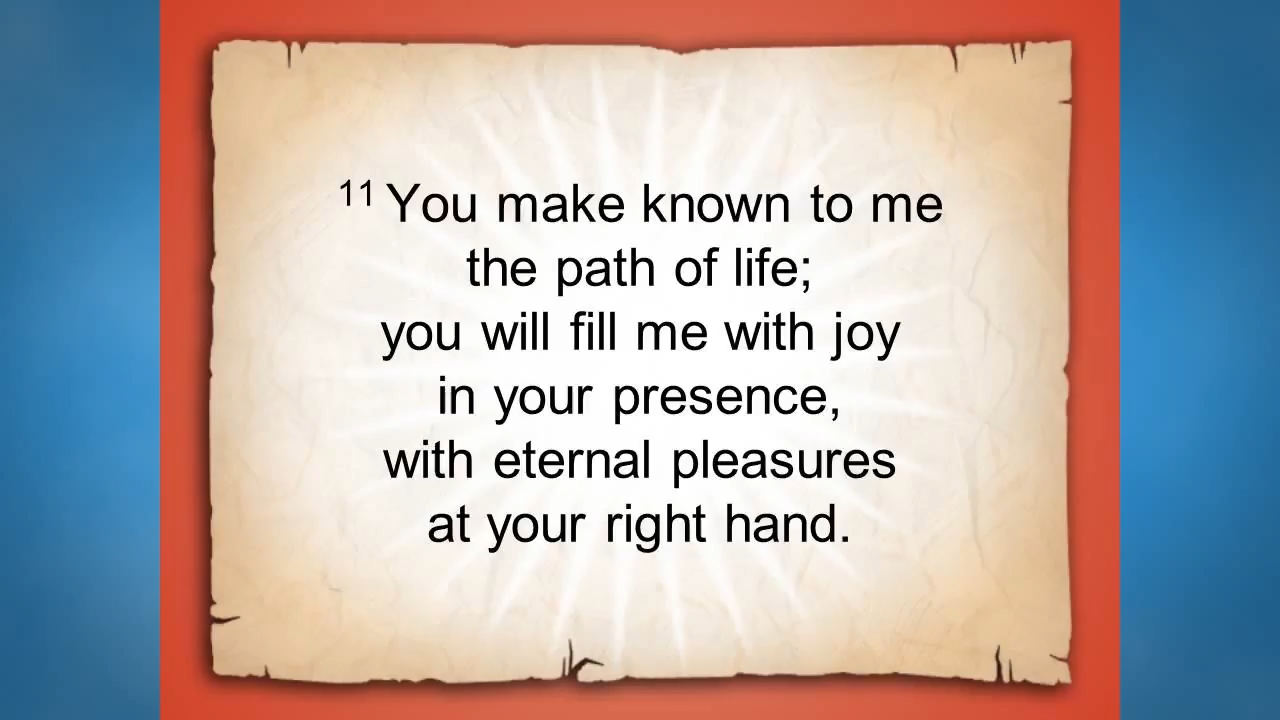 11 You make known to me
the path of life;
you will fill me with joy
in your presence,
with eternal pleasures
at your right hand.